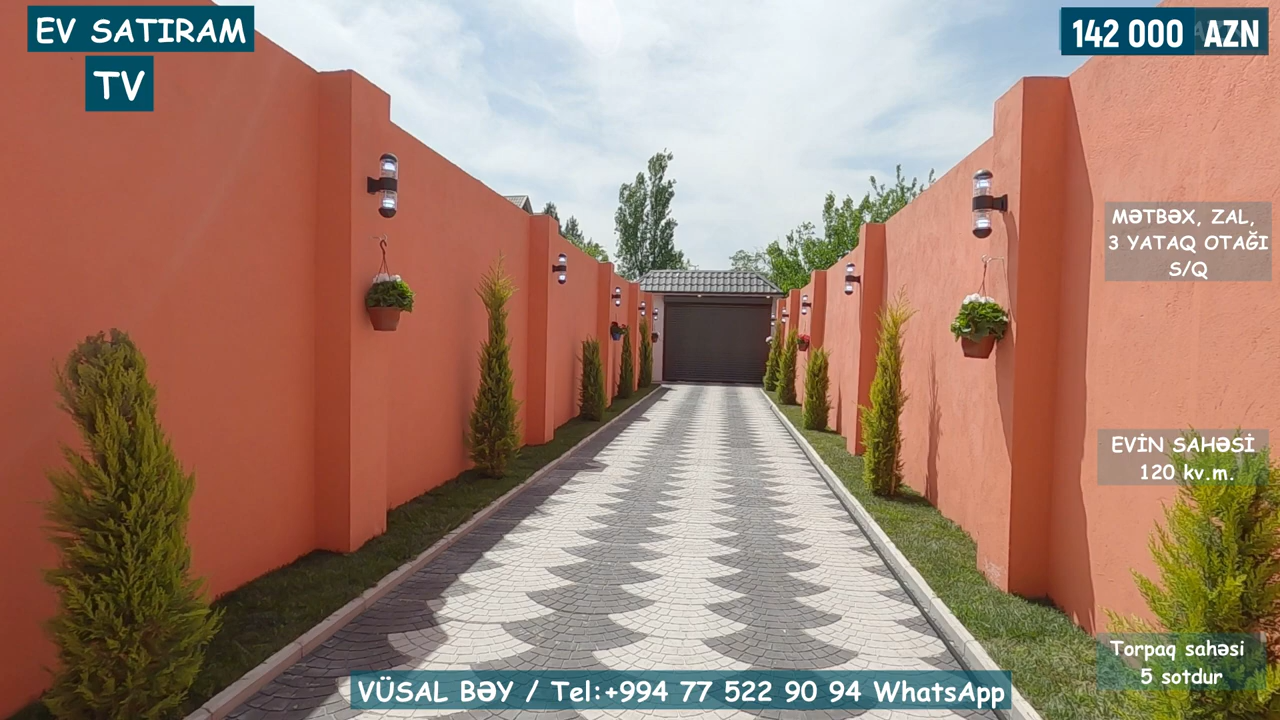 EV SATIRAM
TV
142 000 AZN
MƏTBƏX, ZAL,
3 YATAQ OTAĞI
S/Q
EVİN SAHƏSİ
120 kv.m.
Torpaq sahəsi
5 sotdur
VÜSAL BƏY / Tel:+994 77 522 90 94 WhatsApp